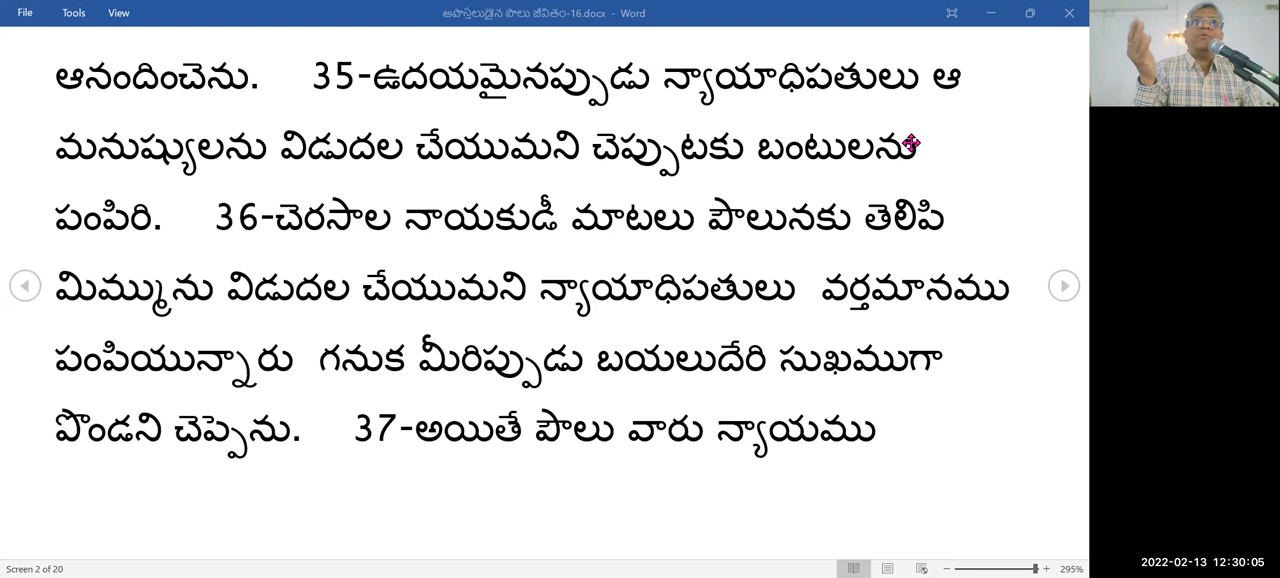 File Tools View అపొస్తలుడైన పౌలు జీవితం-16.docx - Word
ఆనందించెను. 35-ఉదయమైనప్పుడు న్యాయాధిపతులు ఆ
మనుష్యులను విడుదల చేయుమని చెప్పుటకు బంటులను
పంపిరి. 36-చెరసాల నాయకుడీ మాటలు పౌలునకు తెలిపి
మిమ్మును విడుదల చేయుమని న్యాయాధిపతులు వర్తమానము
పంపియున్నారు గనుక మీరిప్పుడు బయలుదేరి సుఖముగా
పొండని చెప్పెను. 37-అయితే పౌలు వారు న్యాయము
Screen 2 of 20 295%
2022-02-13 12:30:05